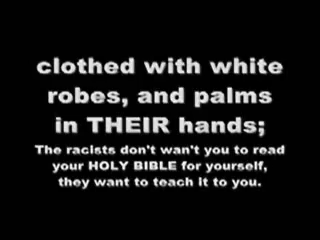 clothed with white
robes, and palms
in THEIR hands;
The racists don't wan't you to read
your HOLY BIBLE for yourself,
they want to teach it to you.